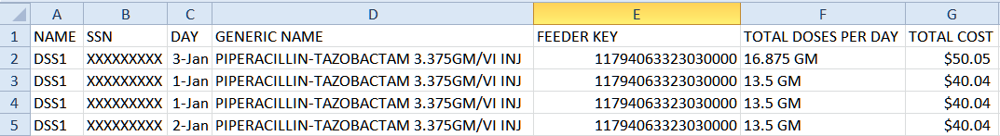 A B C D E F G
1 NAME SSN DAY GENERIC NAME FEEDER KEY TOTAL DOSES PER DAY TOTAL COST
2 DSS1 XXXXXXXXX 3-Jan PIPERACILLIN-TAZOBACTAM 3.375GM/VI INJ 11794063323030000 16.875 GM $50.05
3 DSS1 XXXXXXXXX 1-Jan PIPERACILLIN-TAZOBACTAM 3.375GM/VI INJ 11794063323030000 13.5 GM $40.04
4 DSS1 XXXXXXXXX 1-Jan PIPERACILLIN-TAZOBACTAM 3.375GM/VI INJ 11794063323030000 13.5 GM $40.04
5 DSS1 XXXXXXXXX 2-Jan PIPERACILLIN-TAZOBACTAM 3.375GM/VI INJ 11794063323030000 13.5 GM $40.04